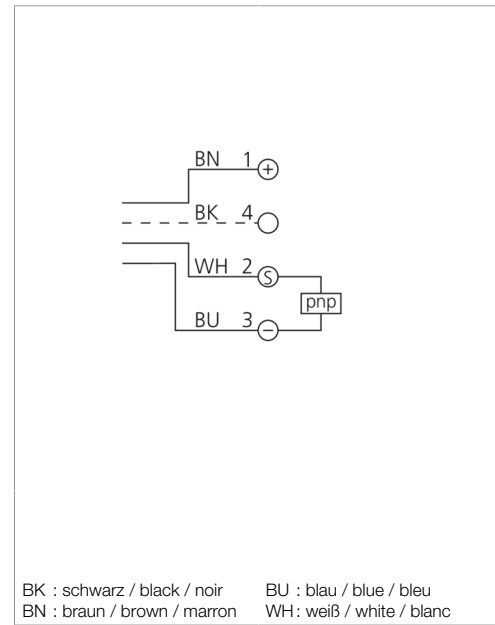 BN 1 +
BK 4
WH 2 S
pnp
BU 3 −
BK : schwarz / black / noir
BU : blau / blue / bleu
BN : braun / brown / marron
WH : weiß / white / blanc